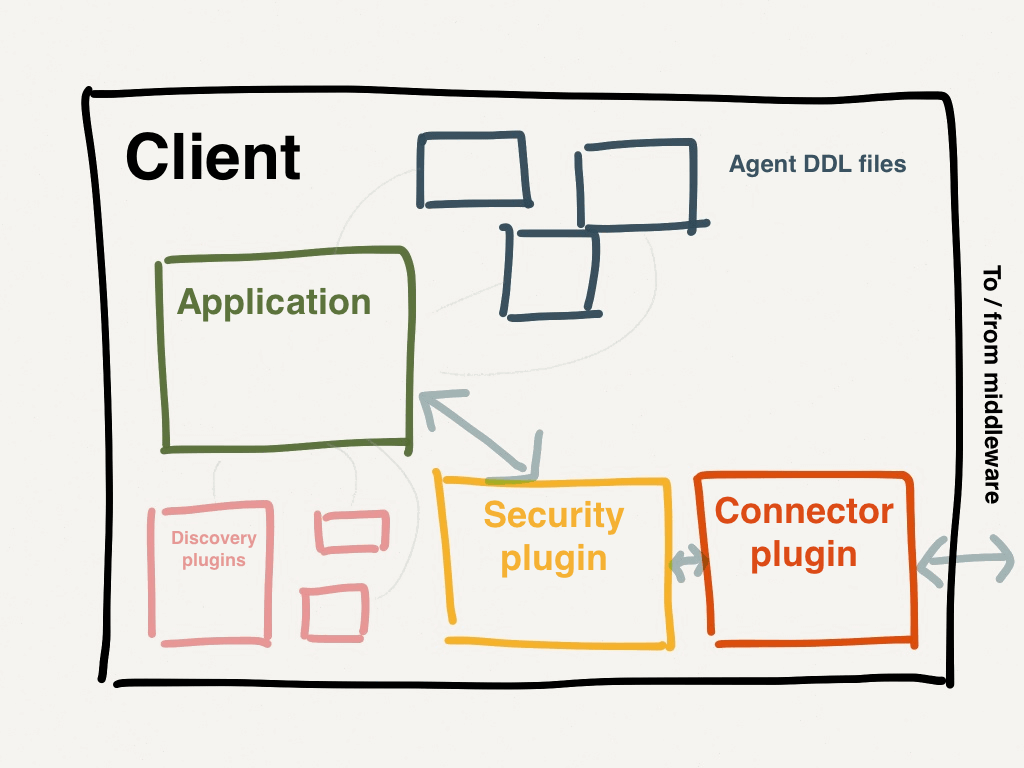 Client
Agent DDL files
Application
To / from middleware
Discovery
plugins
Security
plugin
Connector
plugin